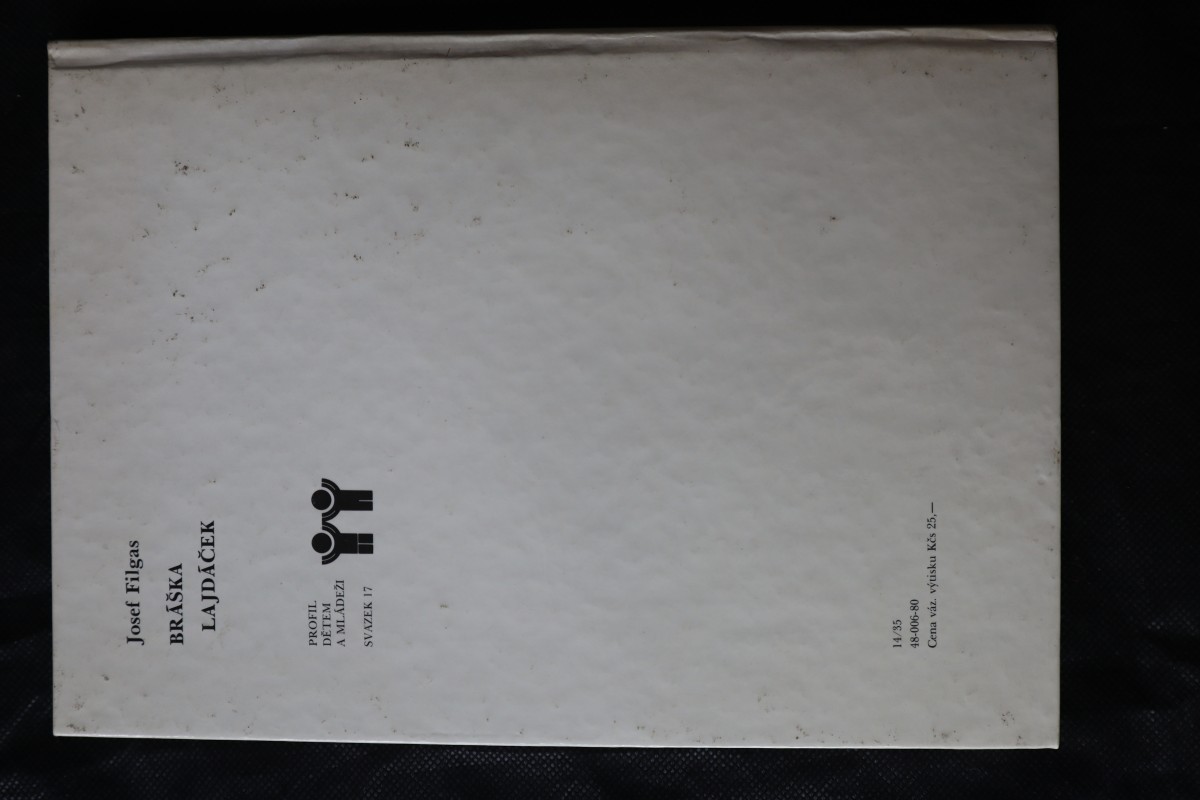 Josef Filgas
BRÁŠKA
LAJDÁČEK
PROFIL
DĚTEM
A MLÁDEŽI
SVAZEK 17
14/35
48-006-80
Cena váz. výtisku Kčs 25,—